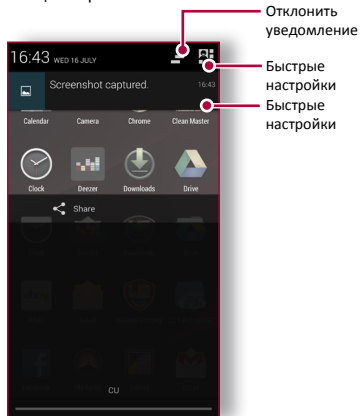 Отклонить
уведомление
16:43 WED 16 JULY
Быстрые
настройки
Screenshot captured. 16:43
Быстрые
настройки
Calendar Camera Chrome Clean Master
Clock Deezer Downloads Drive
Share
CU